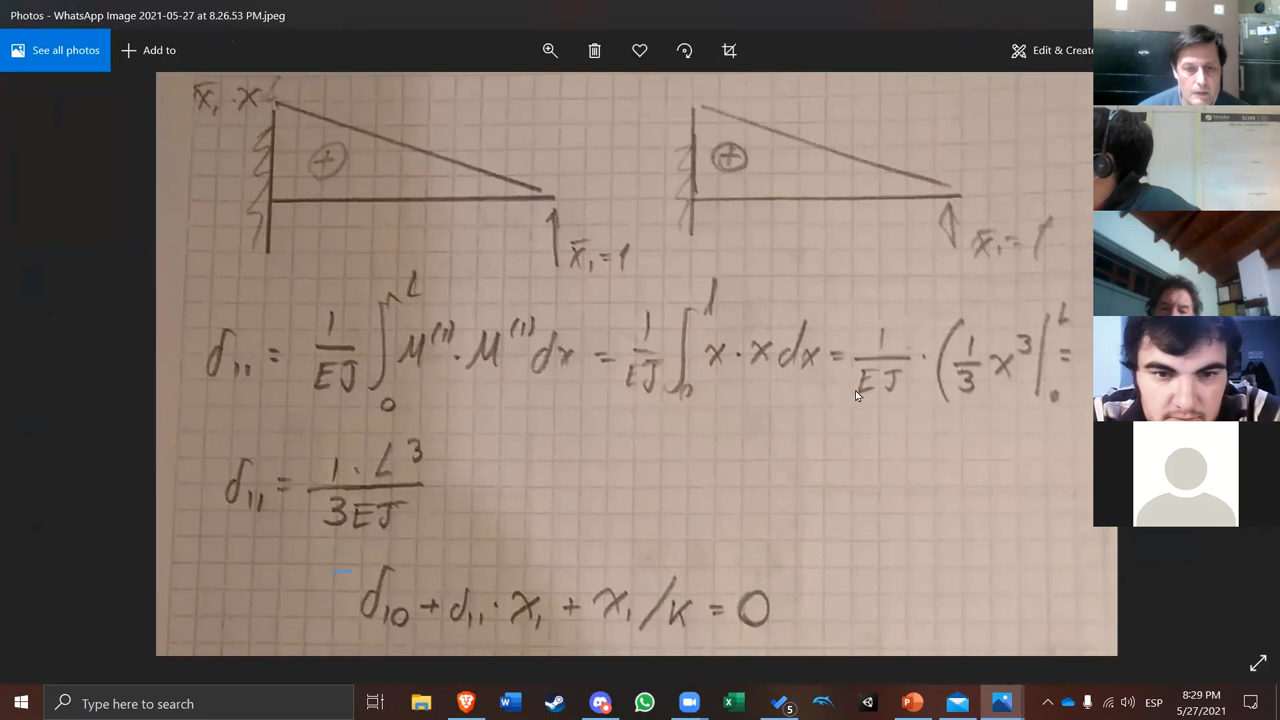 Photos - WhatsApp Image 2021-05-27 at 8.26.53 PM.jpeg
See all photos
Add to
Edit & Create
x̄₁ · x
+
+
x̄₁ = 1
x̄₁ = 1
δ₁₁ = 1/EJ ∫₀ᴸ M⁽¹⁾ · M⁽¹⁾ dx = 1/EJ ∫₀ˡ x · x dx = 1/EJ · (1/3 x³ |₀ᴸ =
δ₁₁ = 1 · L³ / 3EJ
δ₁₀ + δ₁₁ · x₁ + x₁ / K = 0
Type here to search
5
ESP
8:29 PM
5/27/2021